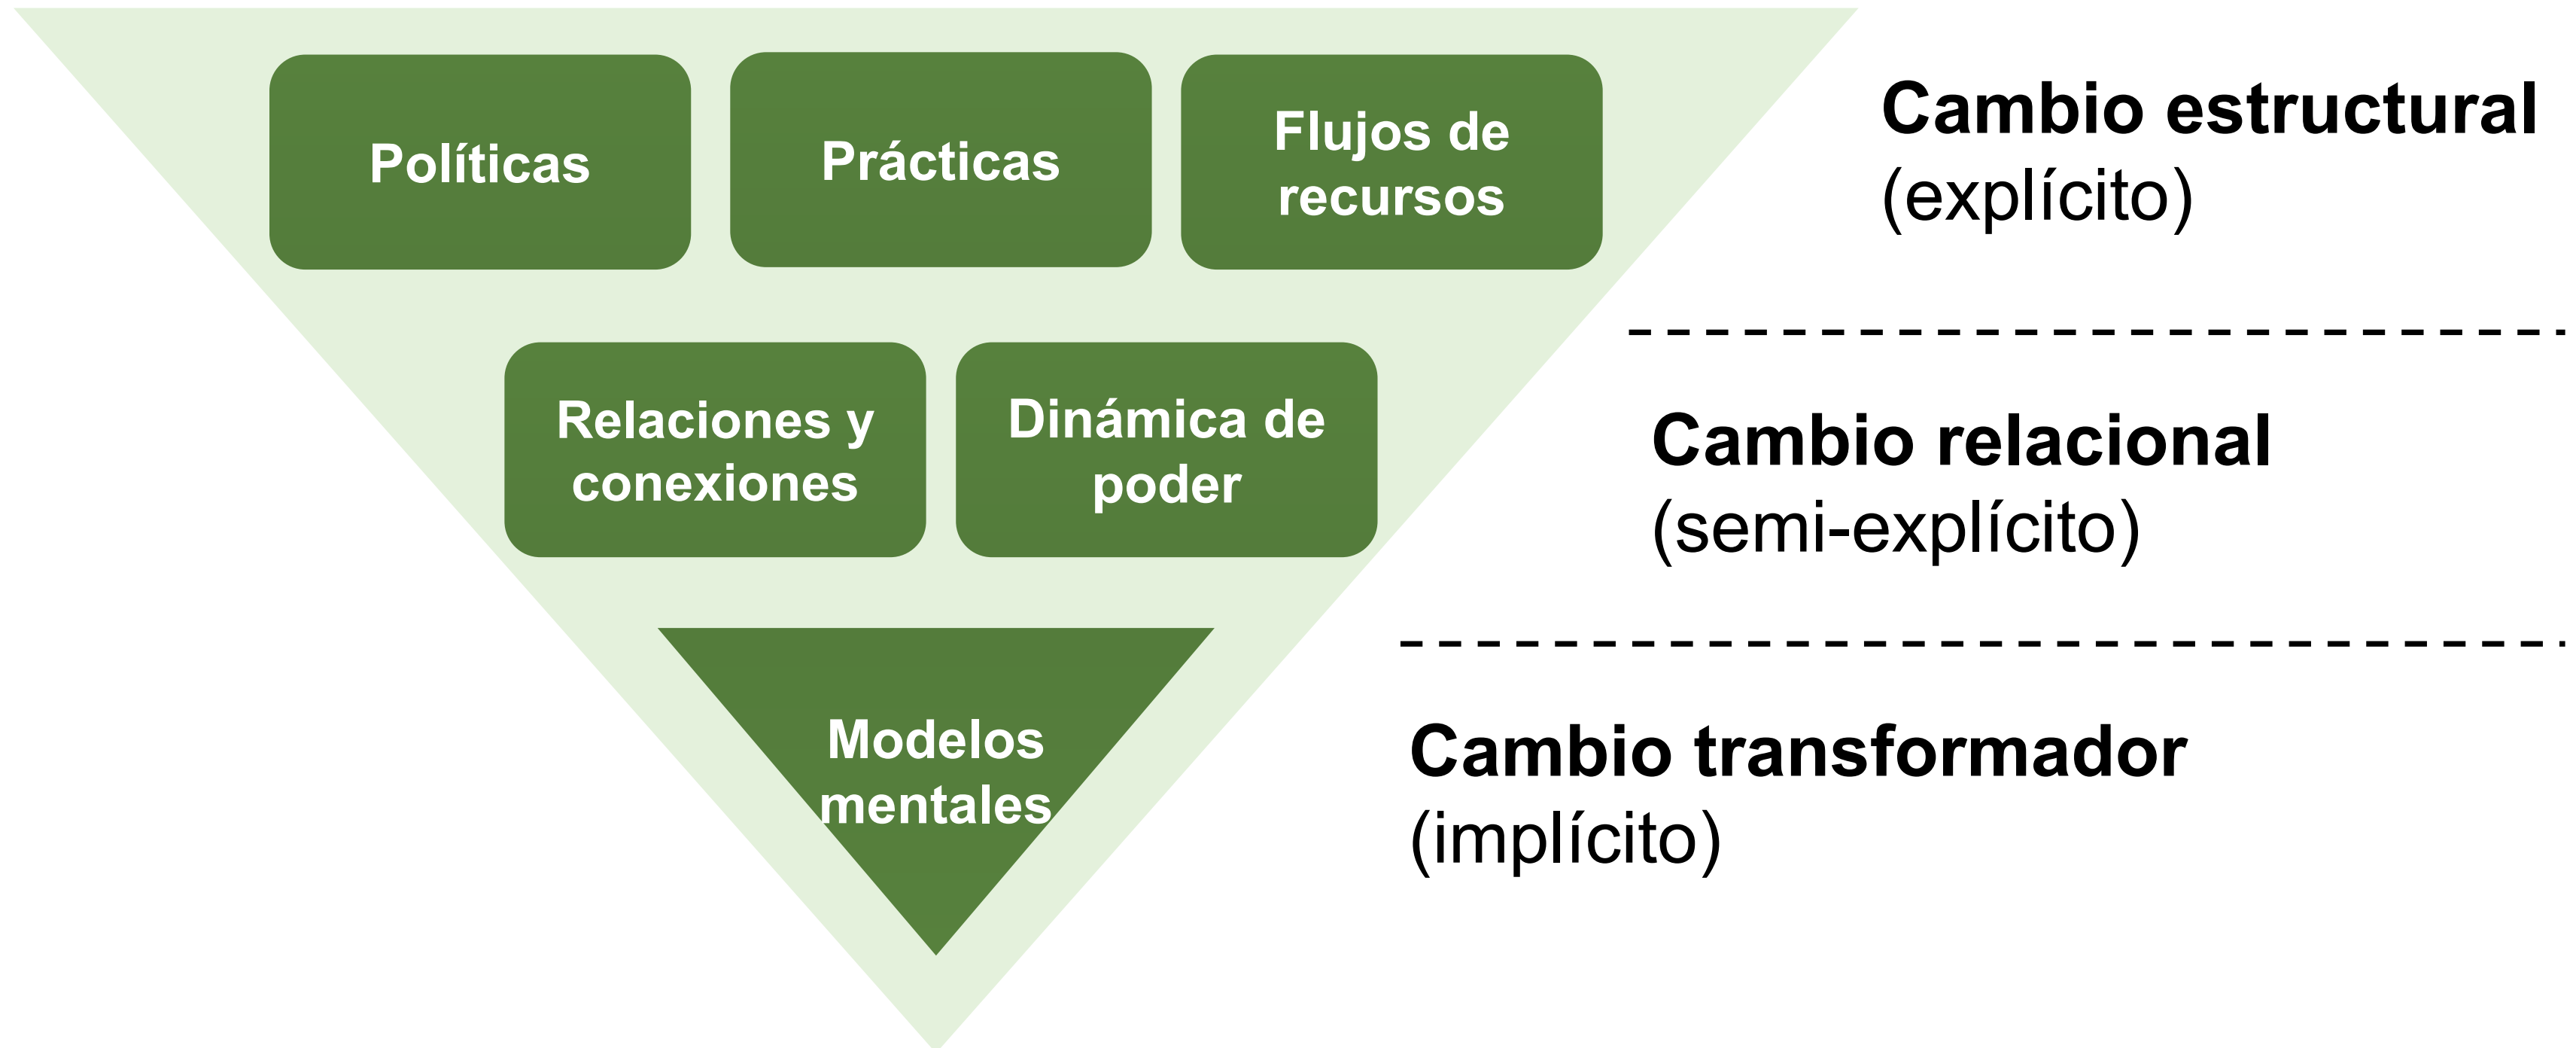 Políticas
Prácticas
Flujos de
recursos
Cambio estructural
(explícito)
Relaciones y
conexiones
Dinámica de
poder
Cambio relacional
(semi-explícito)
Modelos
mentales
Cambio transformador
(implícito)